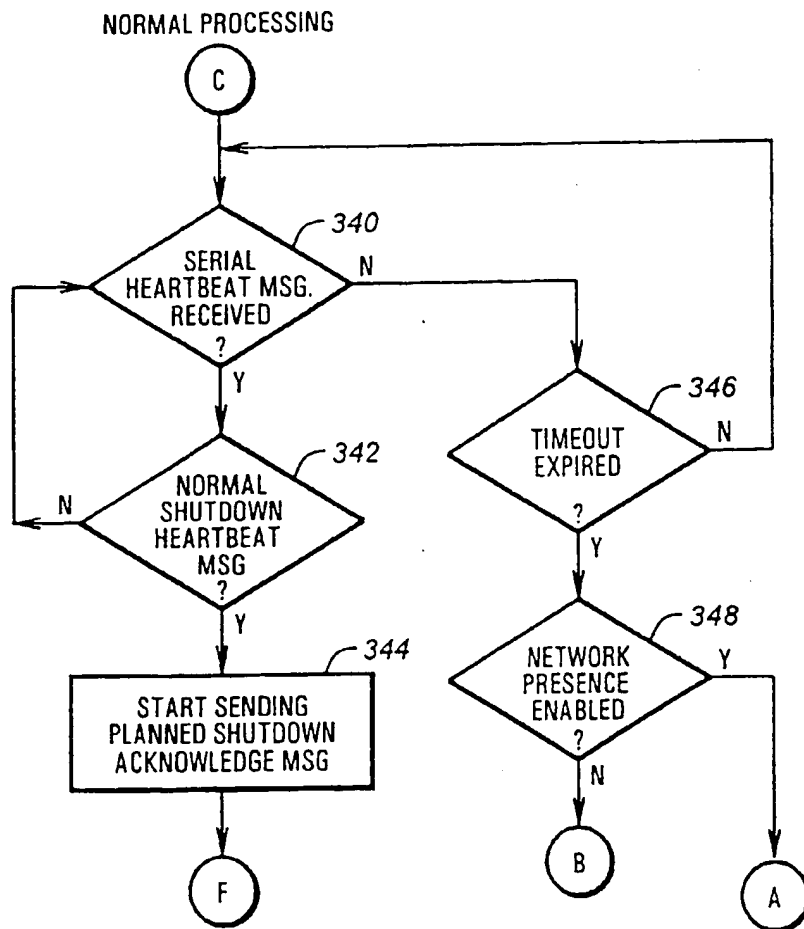 NORMAL PROCESSING
C
340
SERIAL
HEARTBEAT MSG.
RECEIVED
?
N
Y
342
NORMAL
SHUTDOWN
HEARTBEAT
MSG
?
N
Y
344
START SENDING
PLANNED SHUTDOWN
ACKNOWLEDGE MSG
F
346
TIMEOUT
EXPIRED
?
N
Y
348
NETWORK
PRESENCE
ENABLED
?
Y
N
B
A